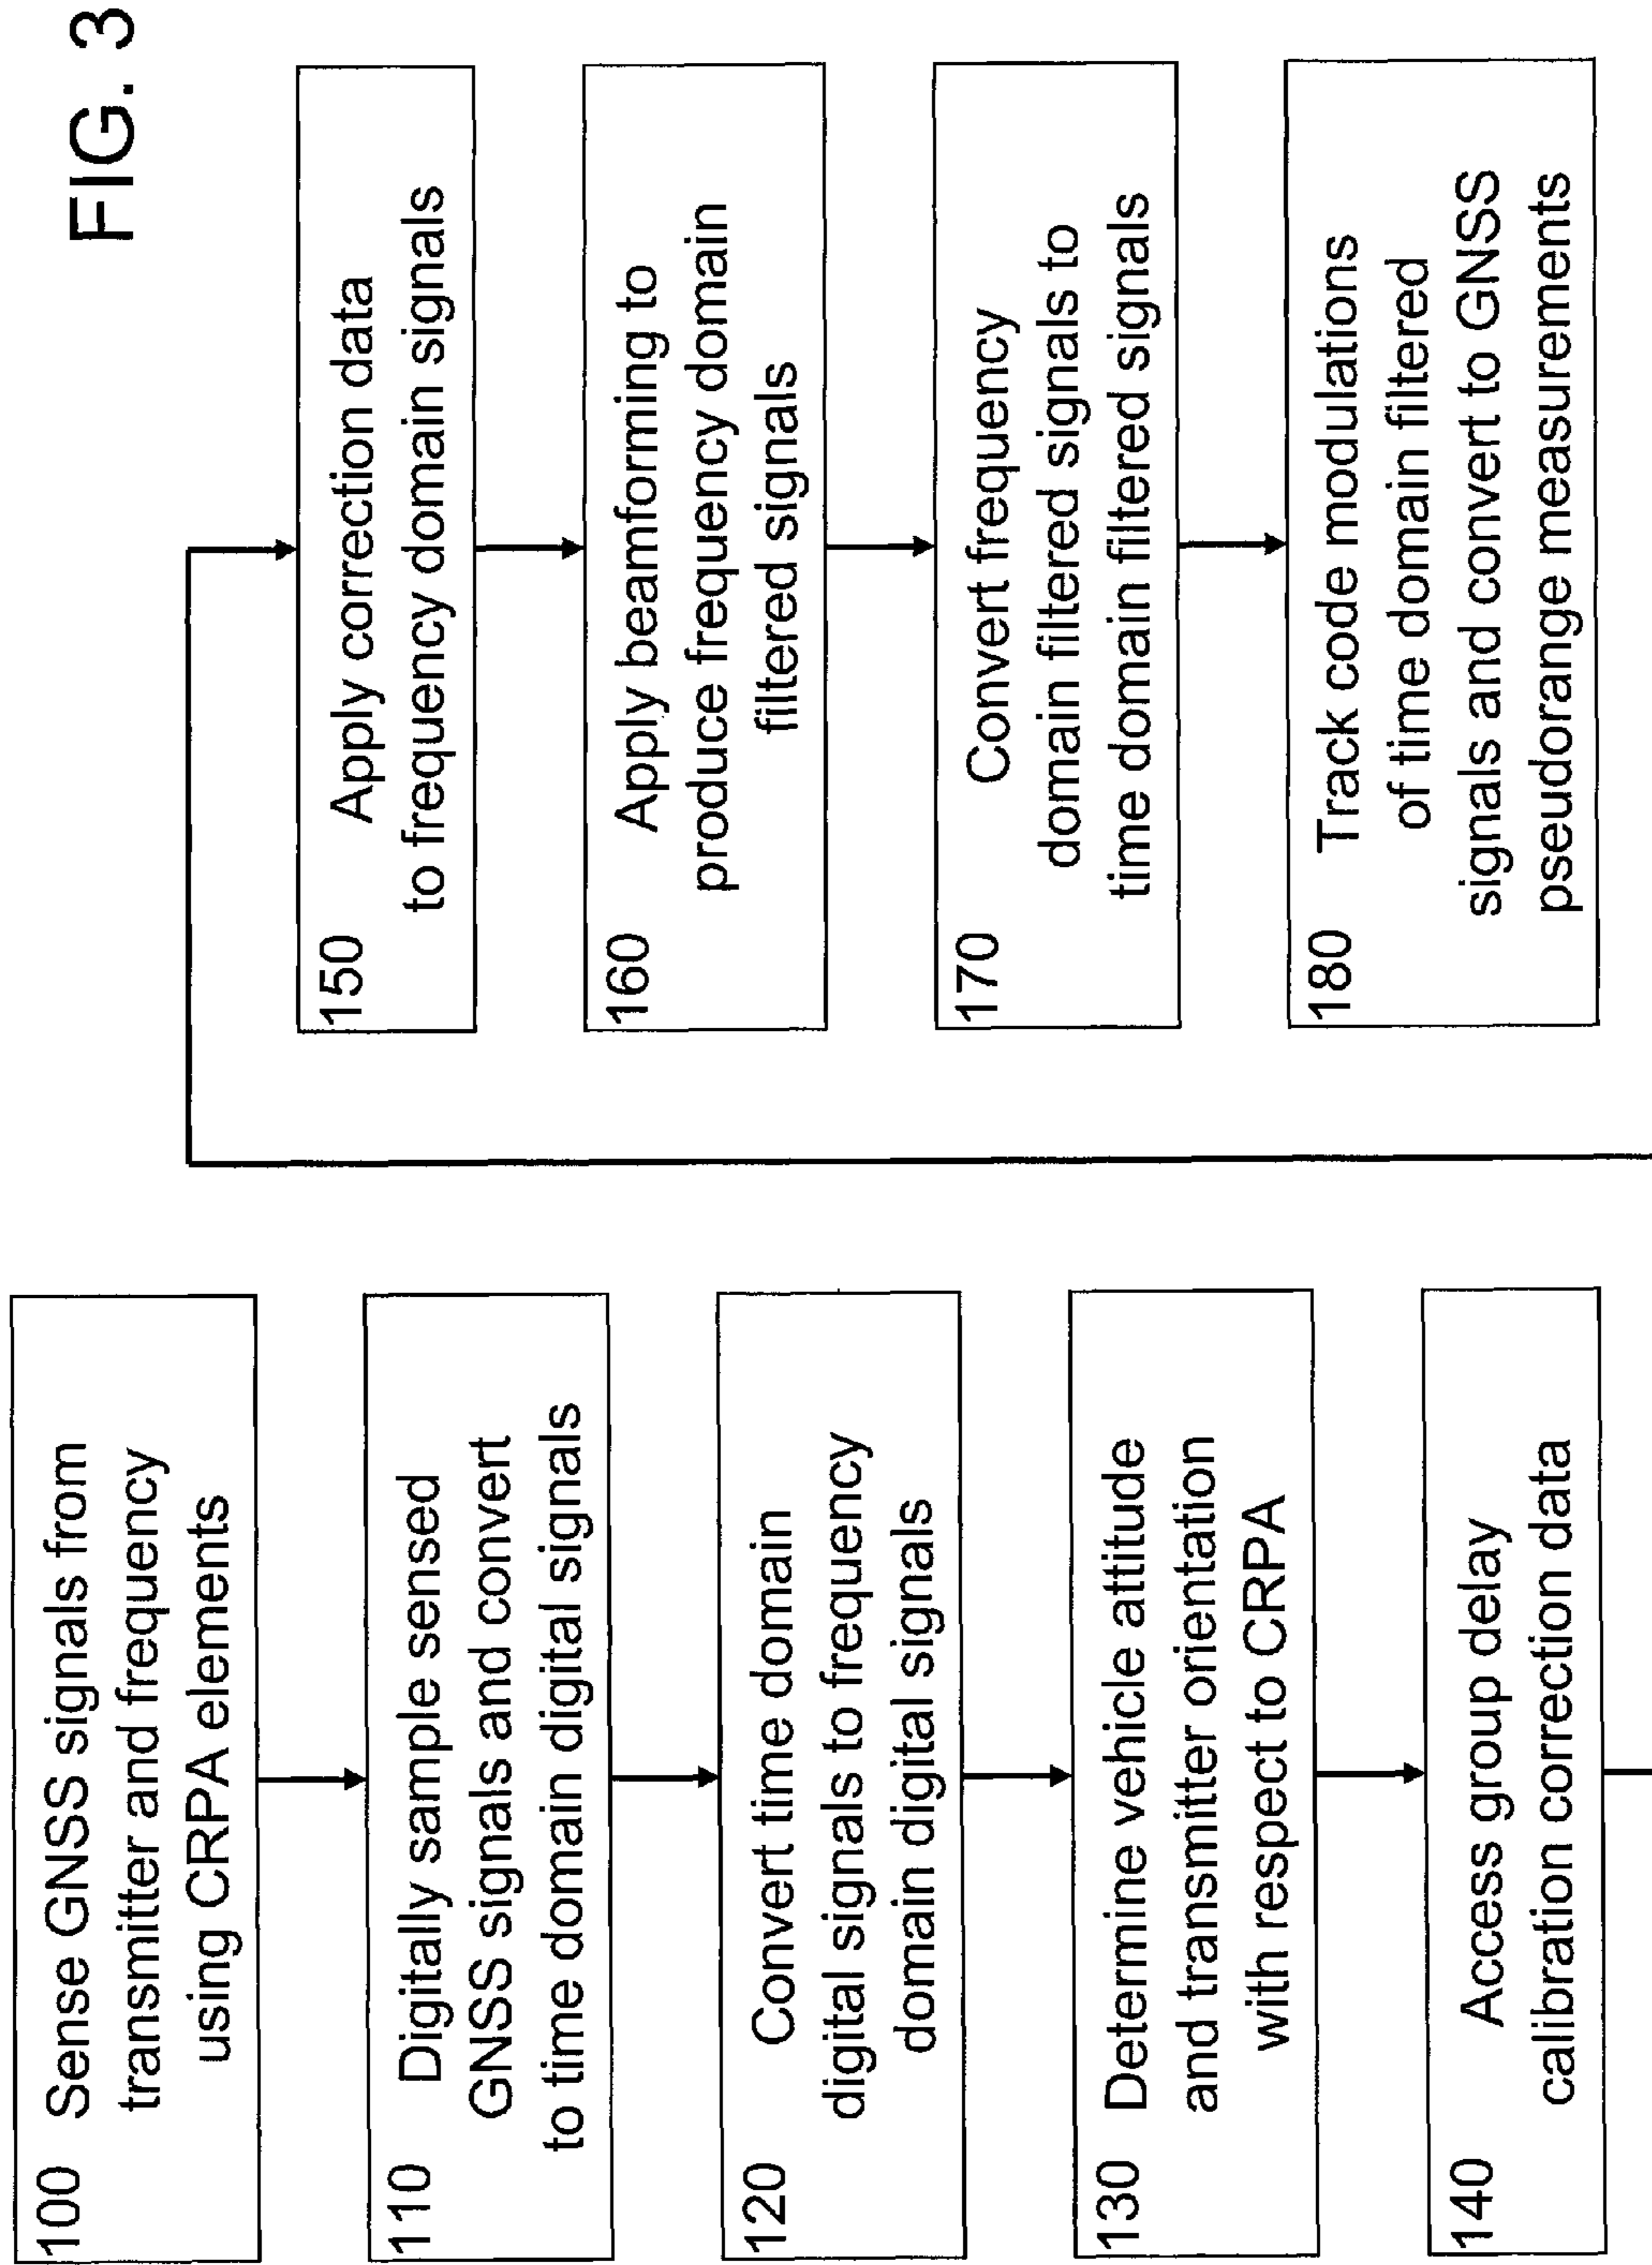 FIG. 3
100 Sense GNSS signals from
transmitter and frequency
using CRPA elements
110 Digitally sample sensed
GNSS signals and convert
to time domain digital signals
120 Convert time domain
digital signals to frequency
domain digital signals
130 Determine vehicle attitude
and transmitter orientation
with respect to CRPA
140 Access group delay
calibration correction data
150 Apply correction data
to frequency domain signals
160 Apply beamforming to
produce frequency domain
filtered signals
170 Convert frequency
domain filtered signals to
time domain filtered signals
180 Track code modulations
of time domain filtered
signals and convert to GNSS
pseudorange measurements